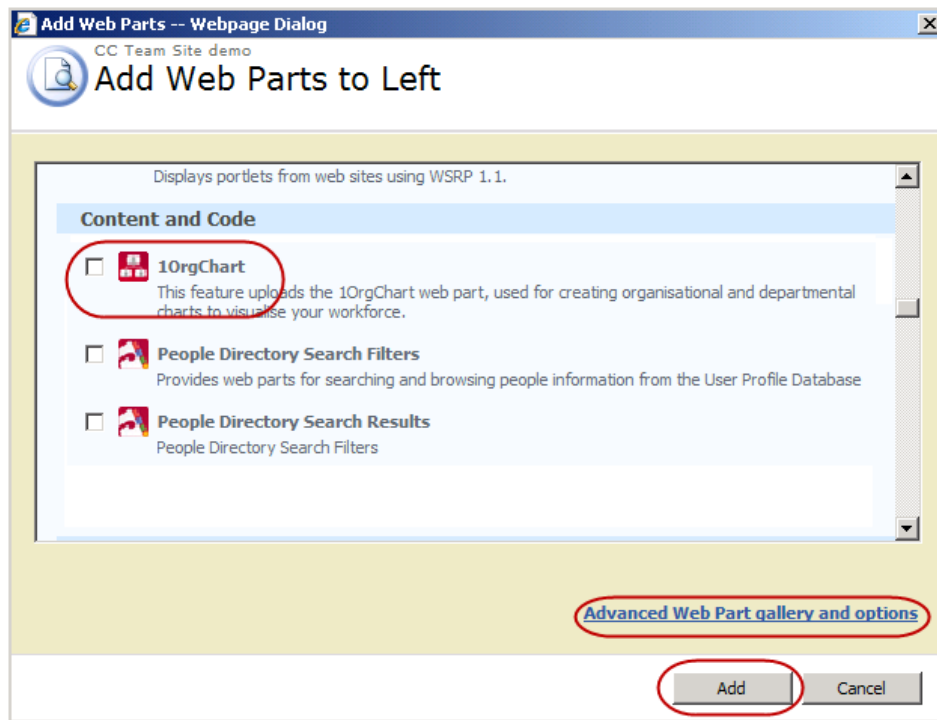 Add Web Parts -- Webpage Dialog
CC Team Site demo
Add Web Parts to Left
Displays portlets from web sites using WSRP 1.1.
Content and Code
1OrgChart
This feature uploads the 1OrgChart web part, used for creating organisational and departmental
charts to visualise your workforce.
People Directory Search Filters
Provides web parts for searching and browsing people information from the User Profile Database
People Directory Search Results
People Directory Search Filters
Advanced Web Part gallery and options
Add Cancel